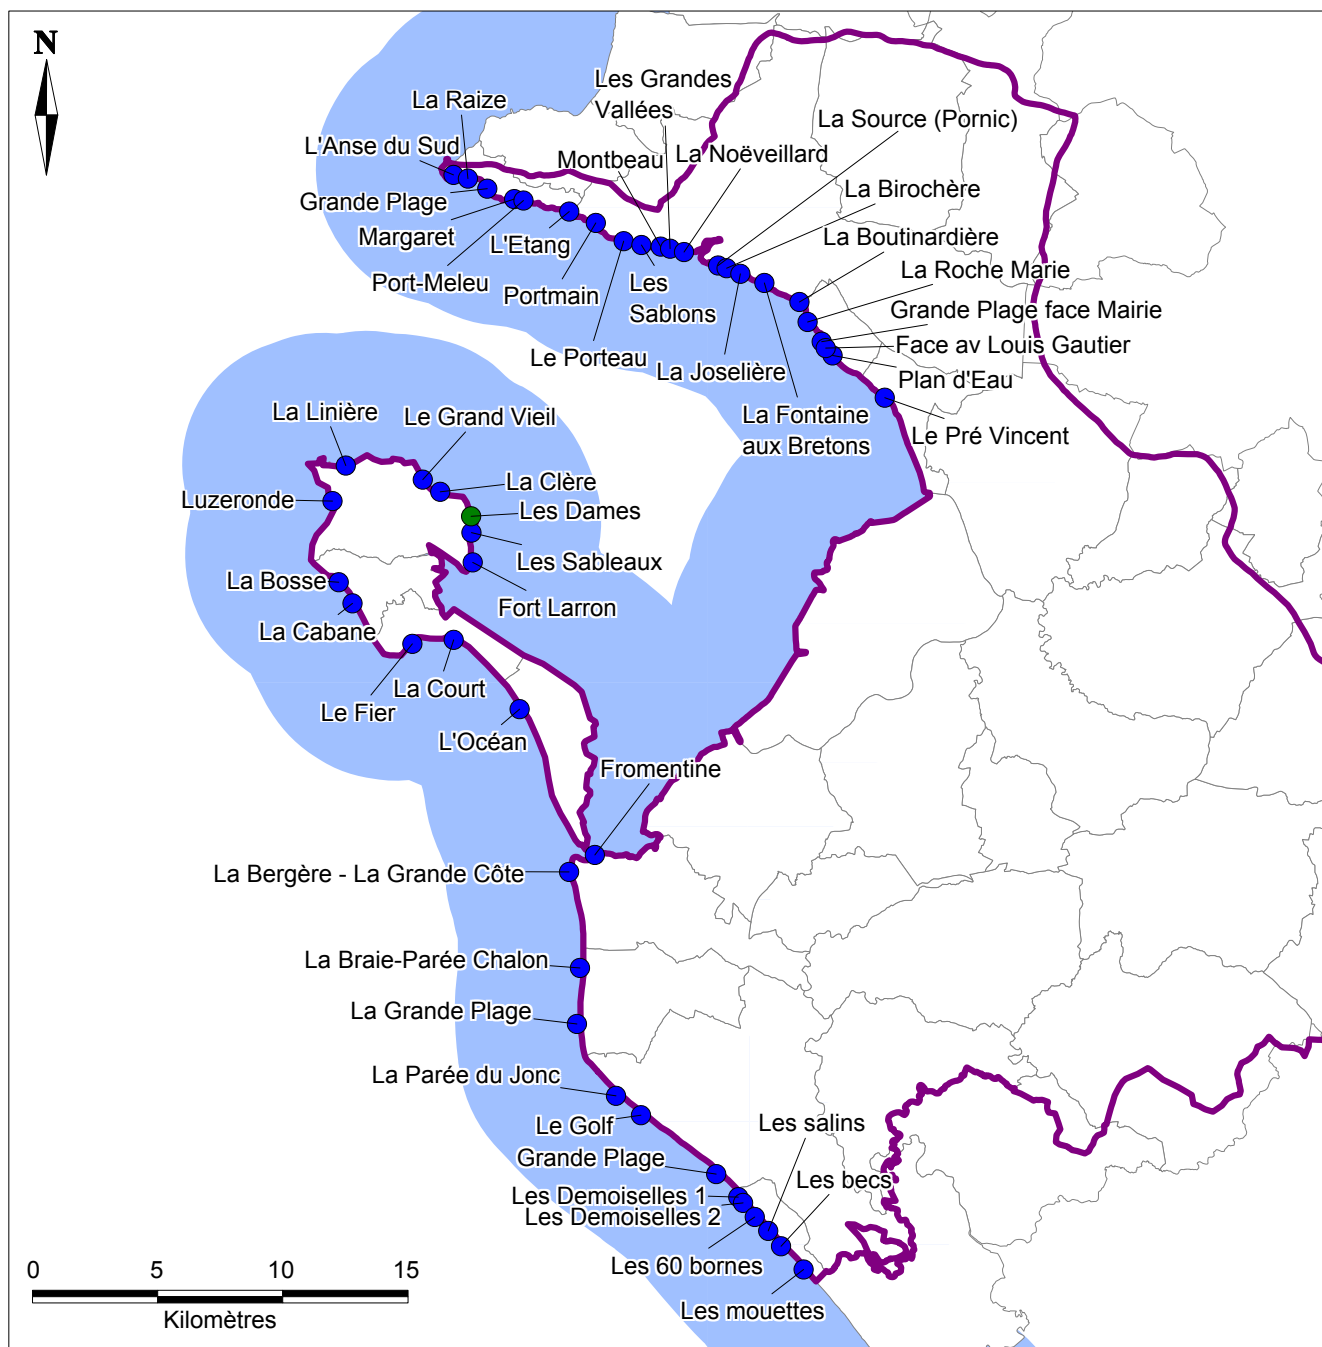 N
Les Grandes
Vallées
La Raize
La Source (Pornic)
L'Anse du Sud
Montbeau
La Noëveillard
La Birochère
Grande Plage
Margaret
L'Etang
La Boutinardière
Port-Meleu
La Roche Marie
Portmain
Les
Sablons
Grande Plage face Mairie
Le Porteau
Face av Louis Gautier
La Joselière
Plan d'Eau
La Fontaine
aux Bretons
Le Pré Vincent
La Linière
Le Grand Vieil
La Clère
Luzeronde
Les Dames
Les Sableaux
La Bosse
Fort Larron
La Cabane
La Court
Le Fier
L'Océan
Fromentine
La Bergère - La Grande Côte
La Braie-Parée Chalon
La Grande Plage
La Parée du Jonc
Le Golf
Les salins
Grande Plage
Les becs
Les Demoiselles 1
Les Demoiselles 2
Les 60 bornes
Les mouettes
0 5 10 15
Kilomètres